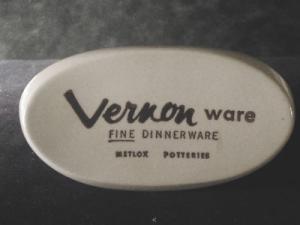 Vernon ware
FINE DINNERWARE
METLOX POTTERIES